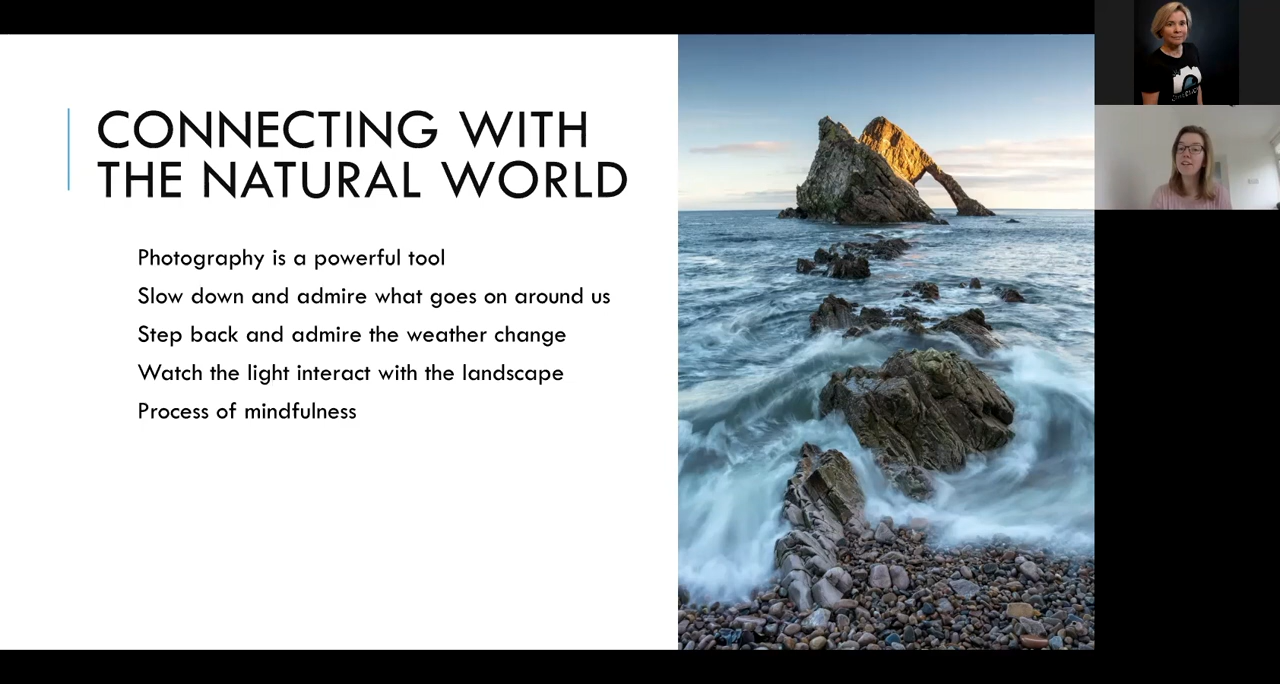 CONNECTING WITH
THE NATURAL WORLD
Photography is a powerful tool
Slow down and admire what goes on around us
Step back and admire the weather change
Watch the light interact with the landscape
Process of mindfulness